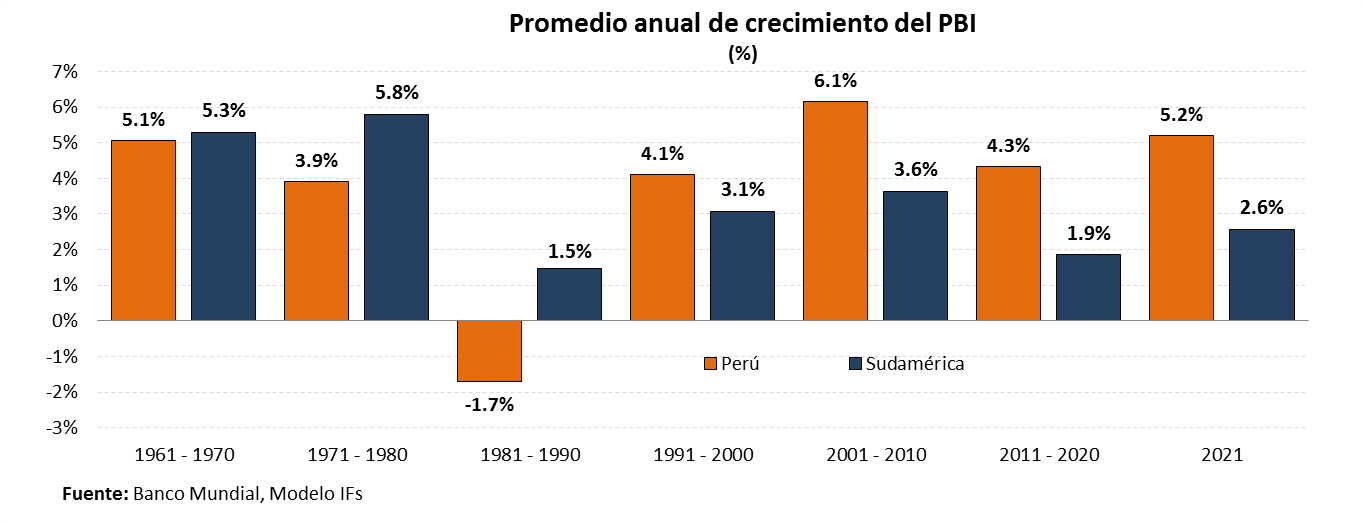 Promedio anual de crecimiento del PBI
(%)
7%
6%
5%
4%
3%
2%
1%
0%
-1%
-2%
-3%
5.1%
5.3%
3.9%
5.8%
-1.7%
1.5%
4.1%
3.1%
6.1%
3.6%
4.3%
1.9%
5.2%
2.6%
Perú
Sudamérica
1961 - 1970
1971 - 1980
1981 - 1990
1991 - 2000
2001 - 2010
2011 - 2020
2021
Fuente: Banco Mundial, Modelo IFs